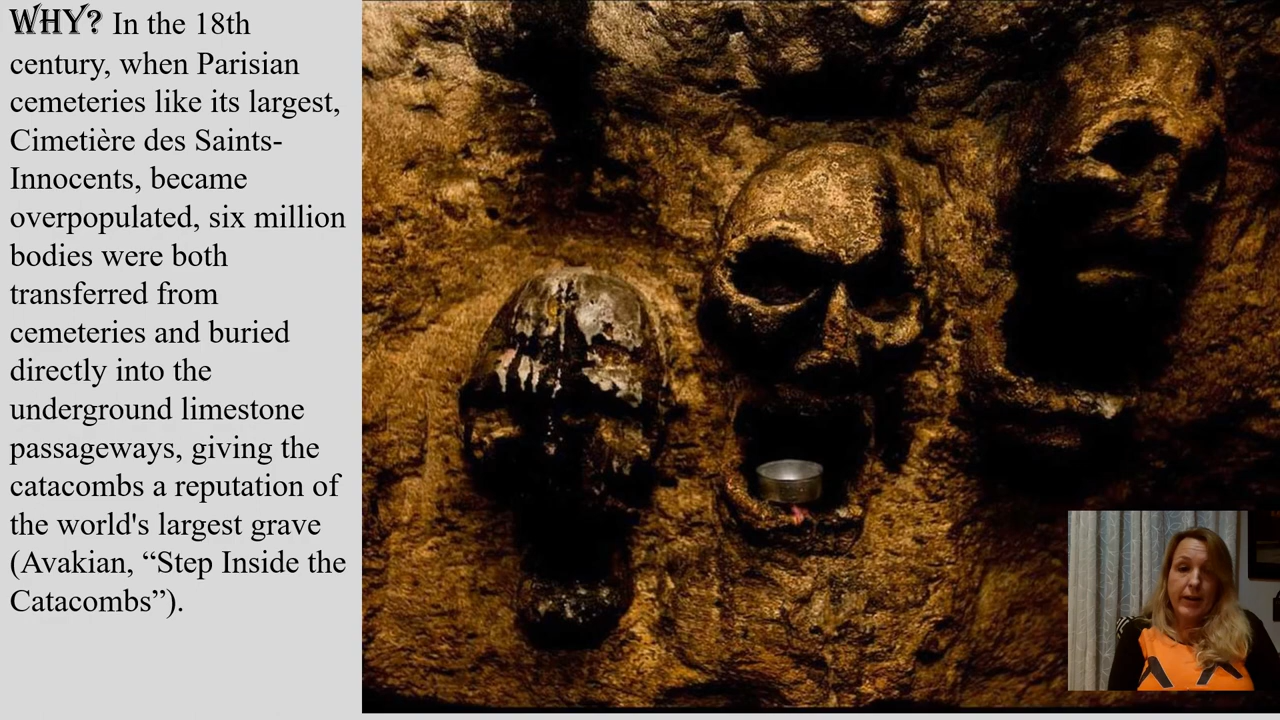 WHY? In the 18th
century, when Parisian
cemeteries like its largest,
Cimetière des Saints-
Innocents, became
overpopulated, six million
bodies were both
transferred from
cemeteries and buried
directly into the
underground limestone
passageways, giving the
catacombs a reputation of
the world's largest grave
(Avakian, “Step Inside the
Catacombs”).